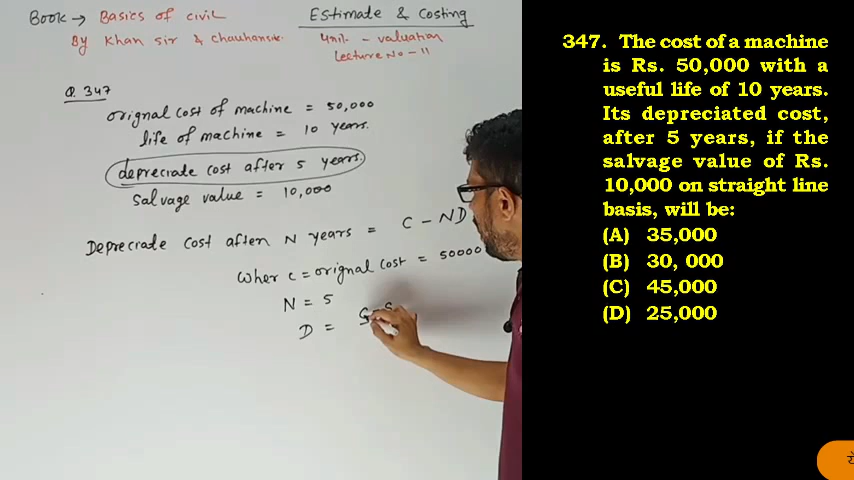 Book → Basics of civil
By Khan sir & Chauhan
Estimate & Costing
Unit - valuation
Lecture No - 11
Q. 347
orignal cost of machine = 50,000
life of machine = 10 years.
depreciate cost after 5 years.
Salvage value = 10,000
Depreciate cost after N years = C - ND
Wher C = orignal cost = 50000
N = 5
D =
347. The cost of a machine
is Rs. 50,000 with a
useful life of 10 years.
Its depreciated cost,
after 5 years, if the
salvage value of Rs.
10,000 on straight line
basis, will be:
(A) 35,000
(B) 30, 000
(C) 45,000
(D) 25,000